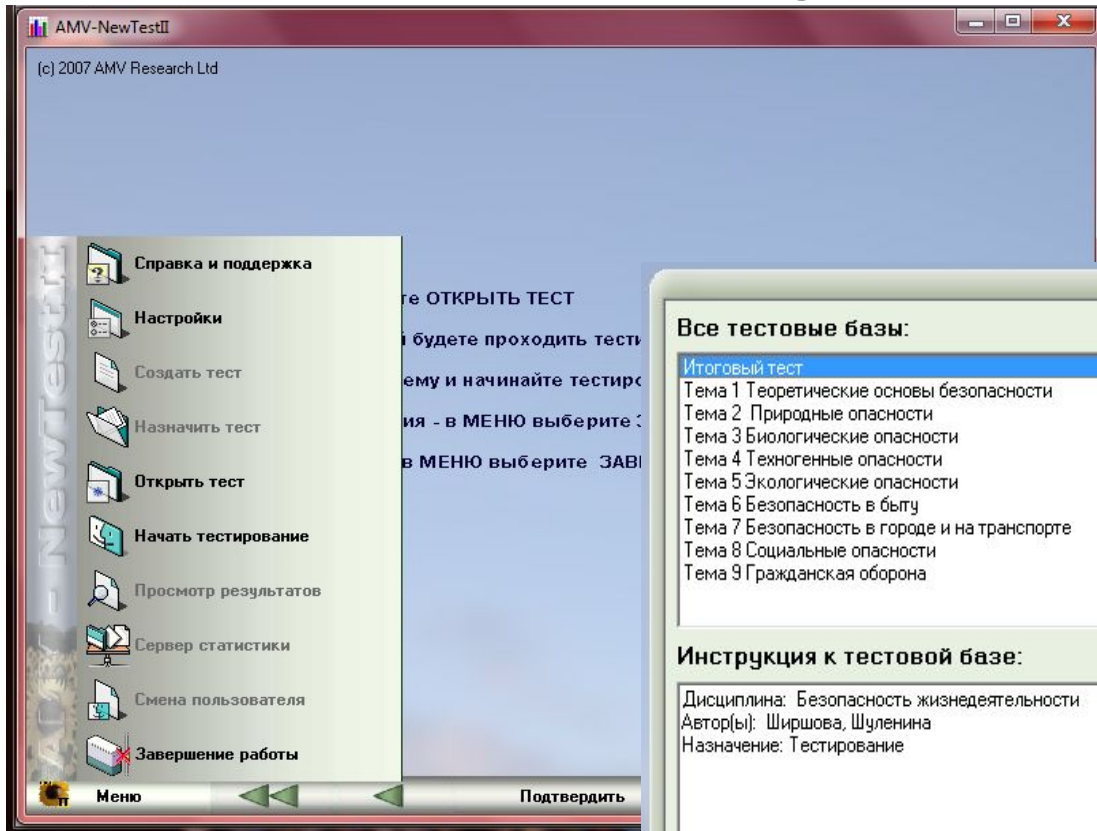 AMV-NewTestII
(c) 2007 AMV Research Ltd
Справка и поддержка
Настройки
Создать тест
Назначить тест
Открыть тест
Начать тестирование
Просмотр результатов
Сервер статистики
Смена пользователя
Завершение работы
AMV - NewTestII
те ОТКРЫТЬ ТЕСТ
й будете проходить тести
ему и начинайте тестиро
ия - в МЕНЮ выберите
в МЕНЮ выберите ЗАВ
Меню
Подтвердить
Все тестовые базы:
Итоговый тест
Тема 1 Теоретические основы безопасности
Тема 2 Природные опасности
Тема 3 Биологические опасности
Тема 4 Техногенные опасности
Тема 5 Экологические опасности
Тема 6 Безопасность в быту
Тема 7 Безопасность в городе и на транспорте
Тема 8 Социальные опасности
Тема 9 Гражданская оборона
Инструкция к тестовой базе:
Дисциплина: Безопасность жизнедеятельности
Автор(ы): Ширшова, Шуленина
Назначение: Тестирование